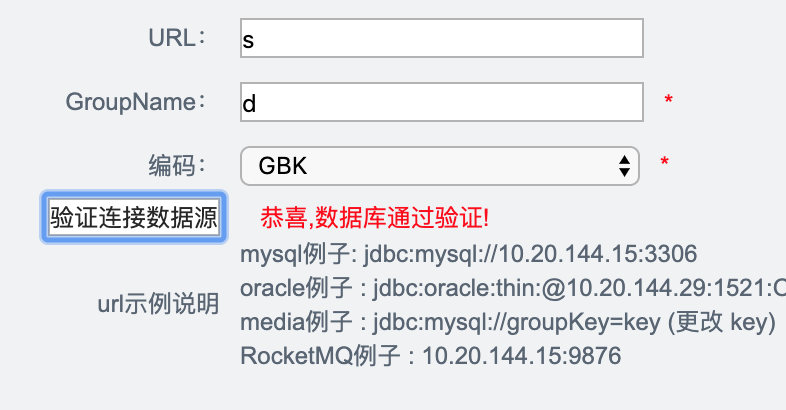 URL： s
GroupName： d *
编码： GBK *
验证连接数据源 恭喜,数据库通过验证!
mysql例子: jdbc:mysql://10.20.144.15:3306
oracle例子 : jdbc:oracle:thin:@10.20.144.29:1521:
url示例说明
media例子 : jdbc:mysql://groupKey=key (更改 key)
RocketMQ例子 : 10.20.144.15:9876